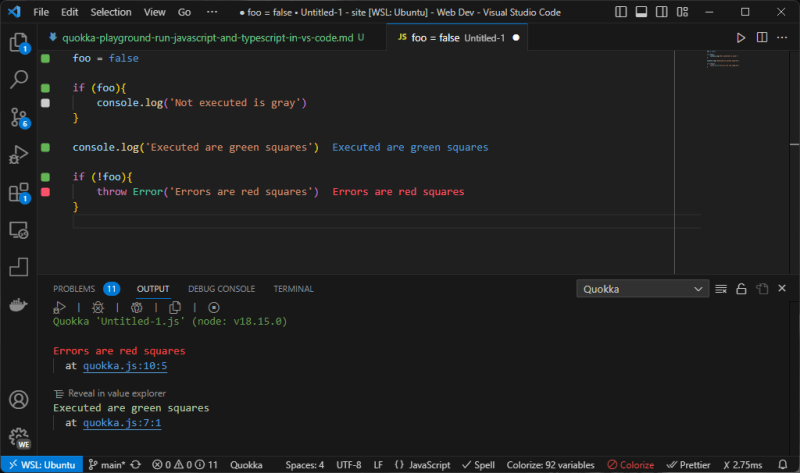 File Edit Selection View Go ··· ● foo = false • Untitled-1 - site [WSL: Ubuntu] - Web Dev - Visual Studio Code
quokka-playground-run-javascript-and-typescript-in-vs-code.md U
JS foo = false Untitled-1 ●
foo = false
if (foo){
console.log('Not executed is gray')
}
console.log('Executed are green squares') Executed are green squares
if (!foo){
throw Error('Errors are red squares') Errors are red squares
}
1
6
1
PROBLEMS 11 OUTPUT DEBUG CONSOLE TERMINAL
Quokka
Quokka 'Untitled-1.js' (node: v18.15.0)
Errors are red squares
at quokka.js:10:5
Reveal in value explorer
Executed are green squares
at quokka.js:7:1
WE
WSL: Ubuntu main* 0 0 11 Quokka Spaces: 4 UTF-8 LF {} JavaScript Spell Colorize: 92 variables Colorize Prettier 2.75ms